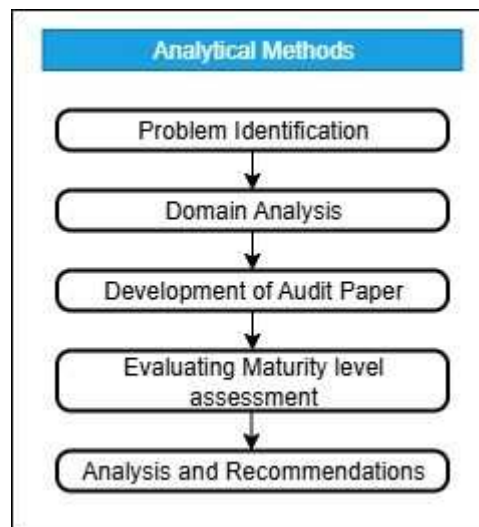 Analytical Methods
Problem Identification
Domain Analysis
Development of Audit Paper
Evaluating Maturity level
assessment
Analysis and Recommendations